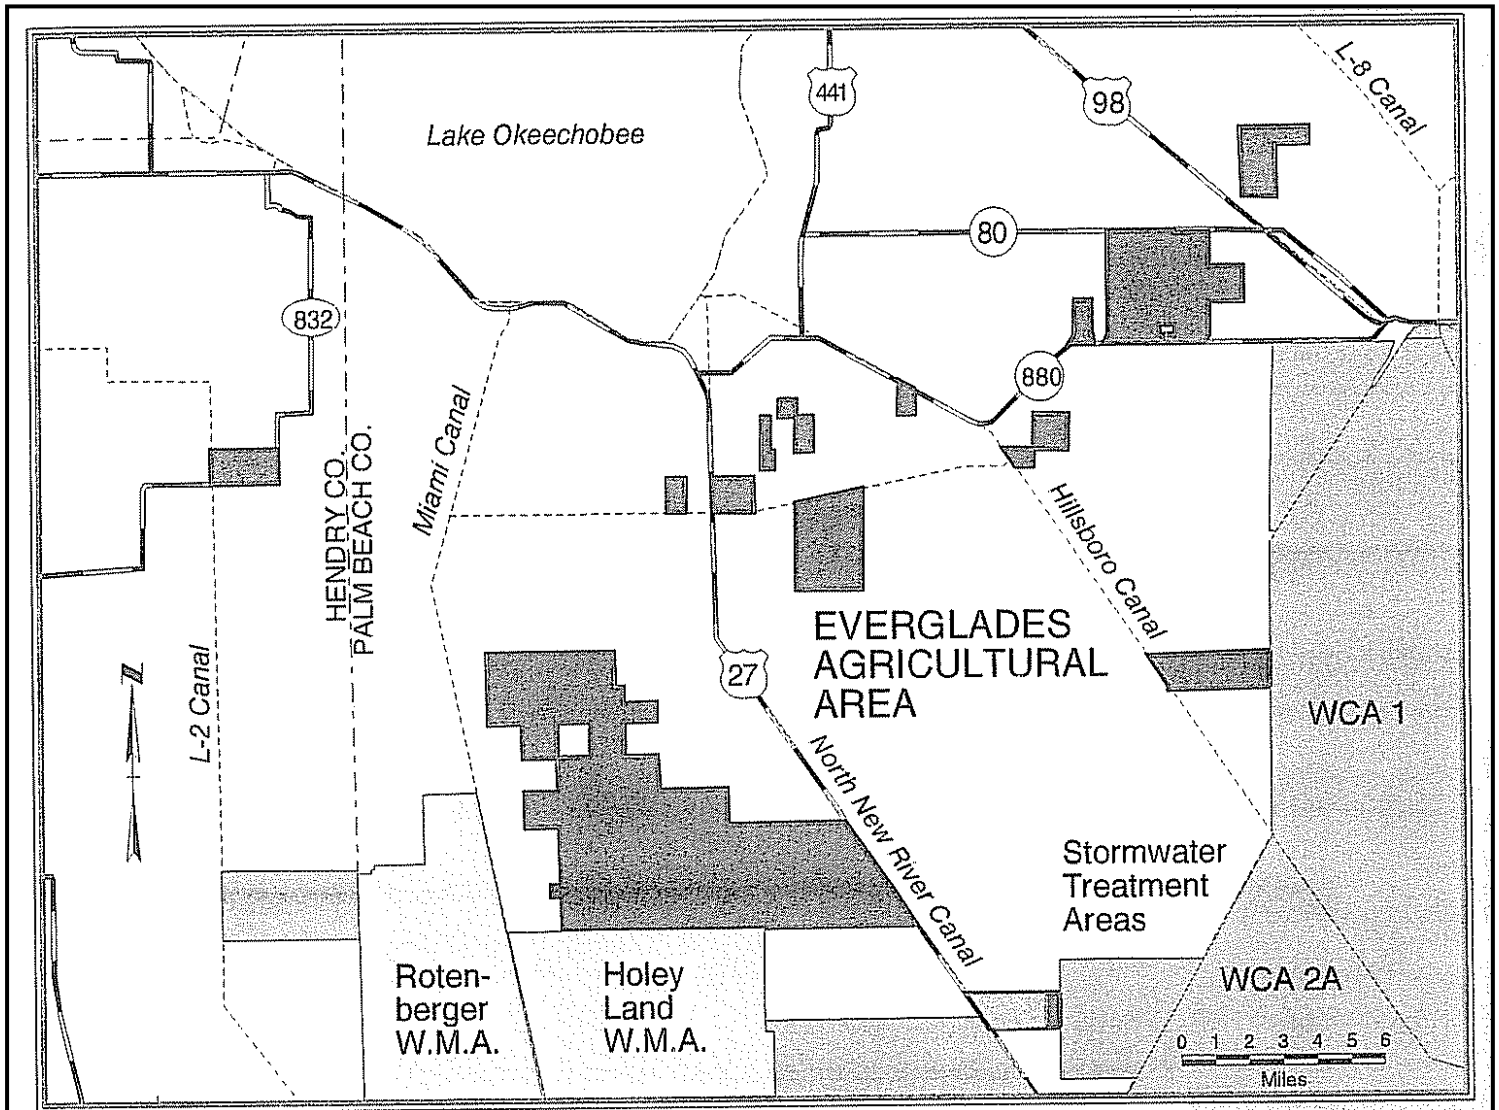 441
98
L-8 Canal
Lake Okeechobee
80
832
880
Miami Canal
HENDRY CO.
PALM BEACH CO.
Hillsboro Canal
EVERGLADES
AGRICULTURAL
AREA
L-2 Canal
27
WCA 1
North New River Canal
Stormwater
Treatment
Areas
Roten-
berger
W.M.A.
Holey
Land
W.M.A.
WCA 2A
0 1 2 3 4 5 6
Miles